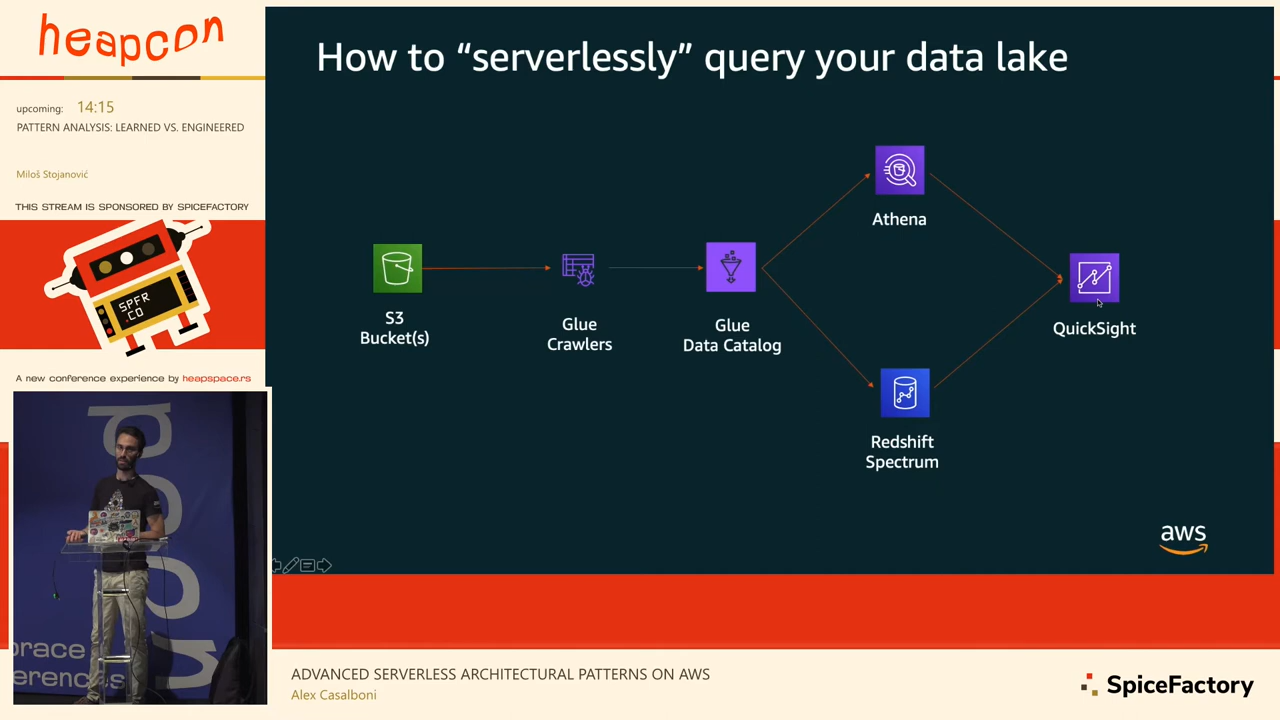 heapcon
upcoming: 14:15
PATTERN ANALYSIS: LEARNED VS. ENGINEERED
Miloš Stojanović
THIS STREAM IS SPONSORED BY SPICEFACTORY
SPFR
.CO
A new conference experience by heapspace.rs
How to “serverlessly” query your data lake
S3
Bucket(s)
Glue
Crawlers
Glue
Data Catalog
Athena
Redshift
Spectrum
QuickSight
aws
ADVANCED SERVERLESS ARCHITECTURAL PATTERNS ON AWS
Alex Casalboni
SpiceFactory